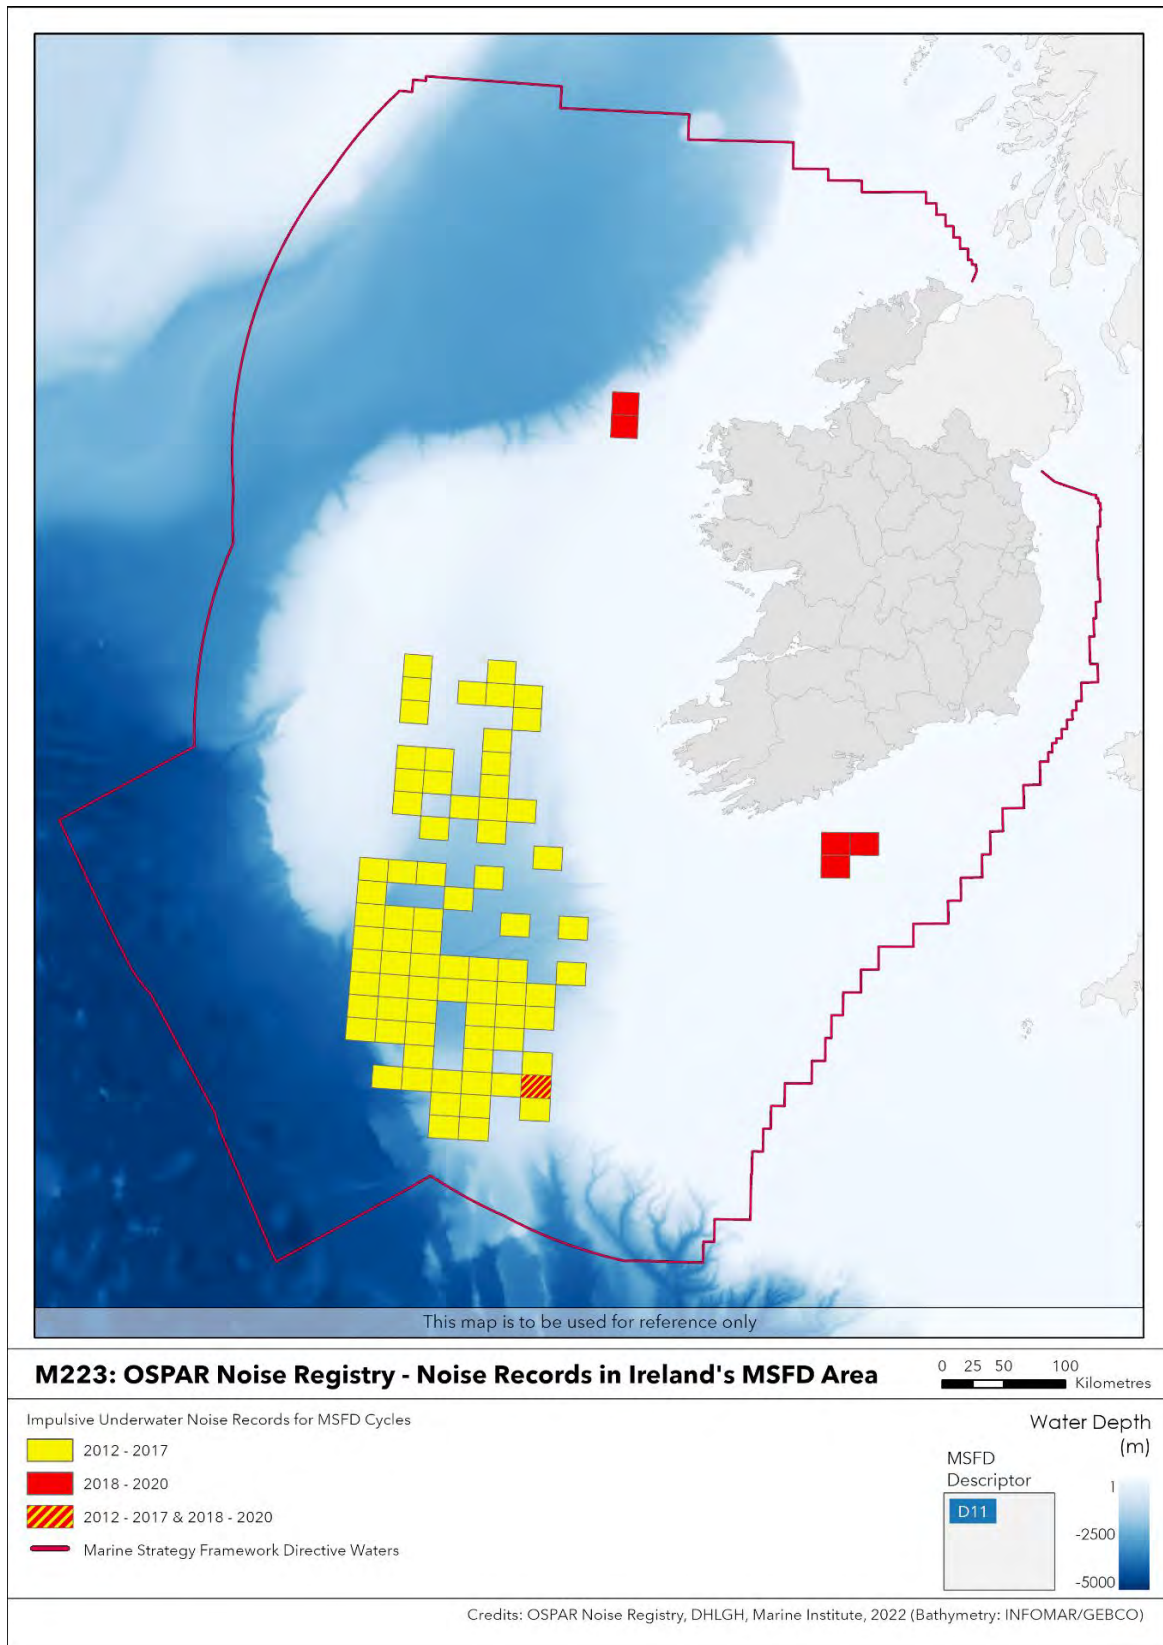 This map is to be used for reference only
M223: OSPAR Noise Registry - Noise Records in Ireland's MSFD Area
0 25 50 100
Kilometres
Impulsive Underwater Noise Records for MSFD Cycles
2012 - 2017
2018 - 2020
2012 - 2017 & 2018 - 2020
Marine Strategy Framework Directive Waters
MSFD
Descriptor
D11
Water Depth
(m)
1
-2500
-5000
Credits: OSPAR Noise Registry, DHLGH, Marine Institute, 2022 (Bathymetry: INFOMAR/GEBCO)